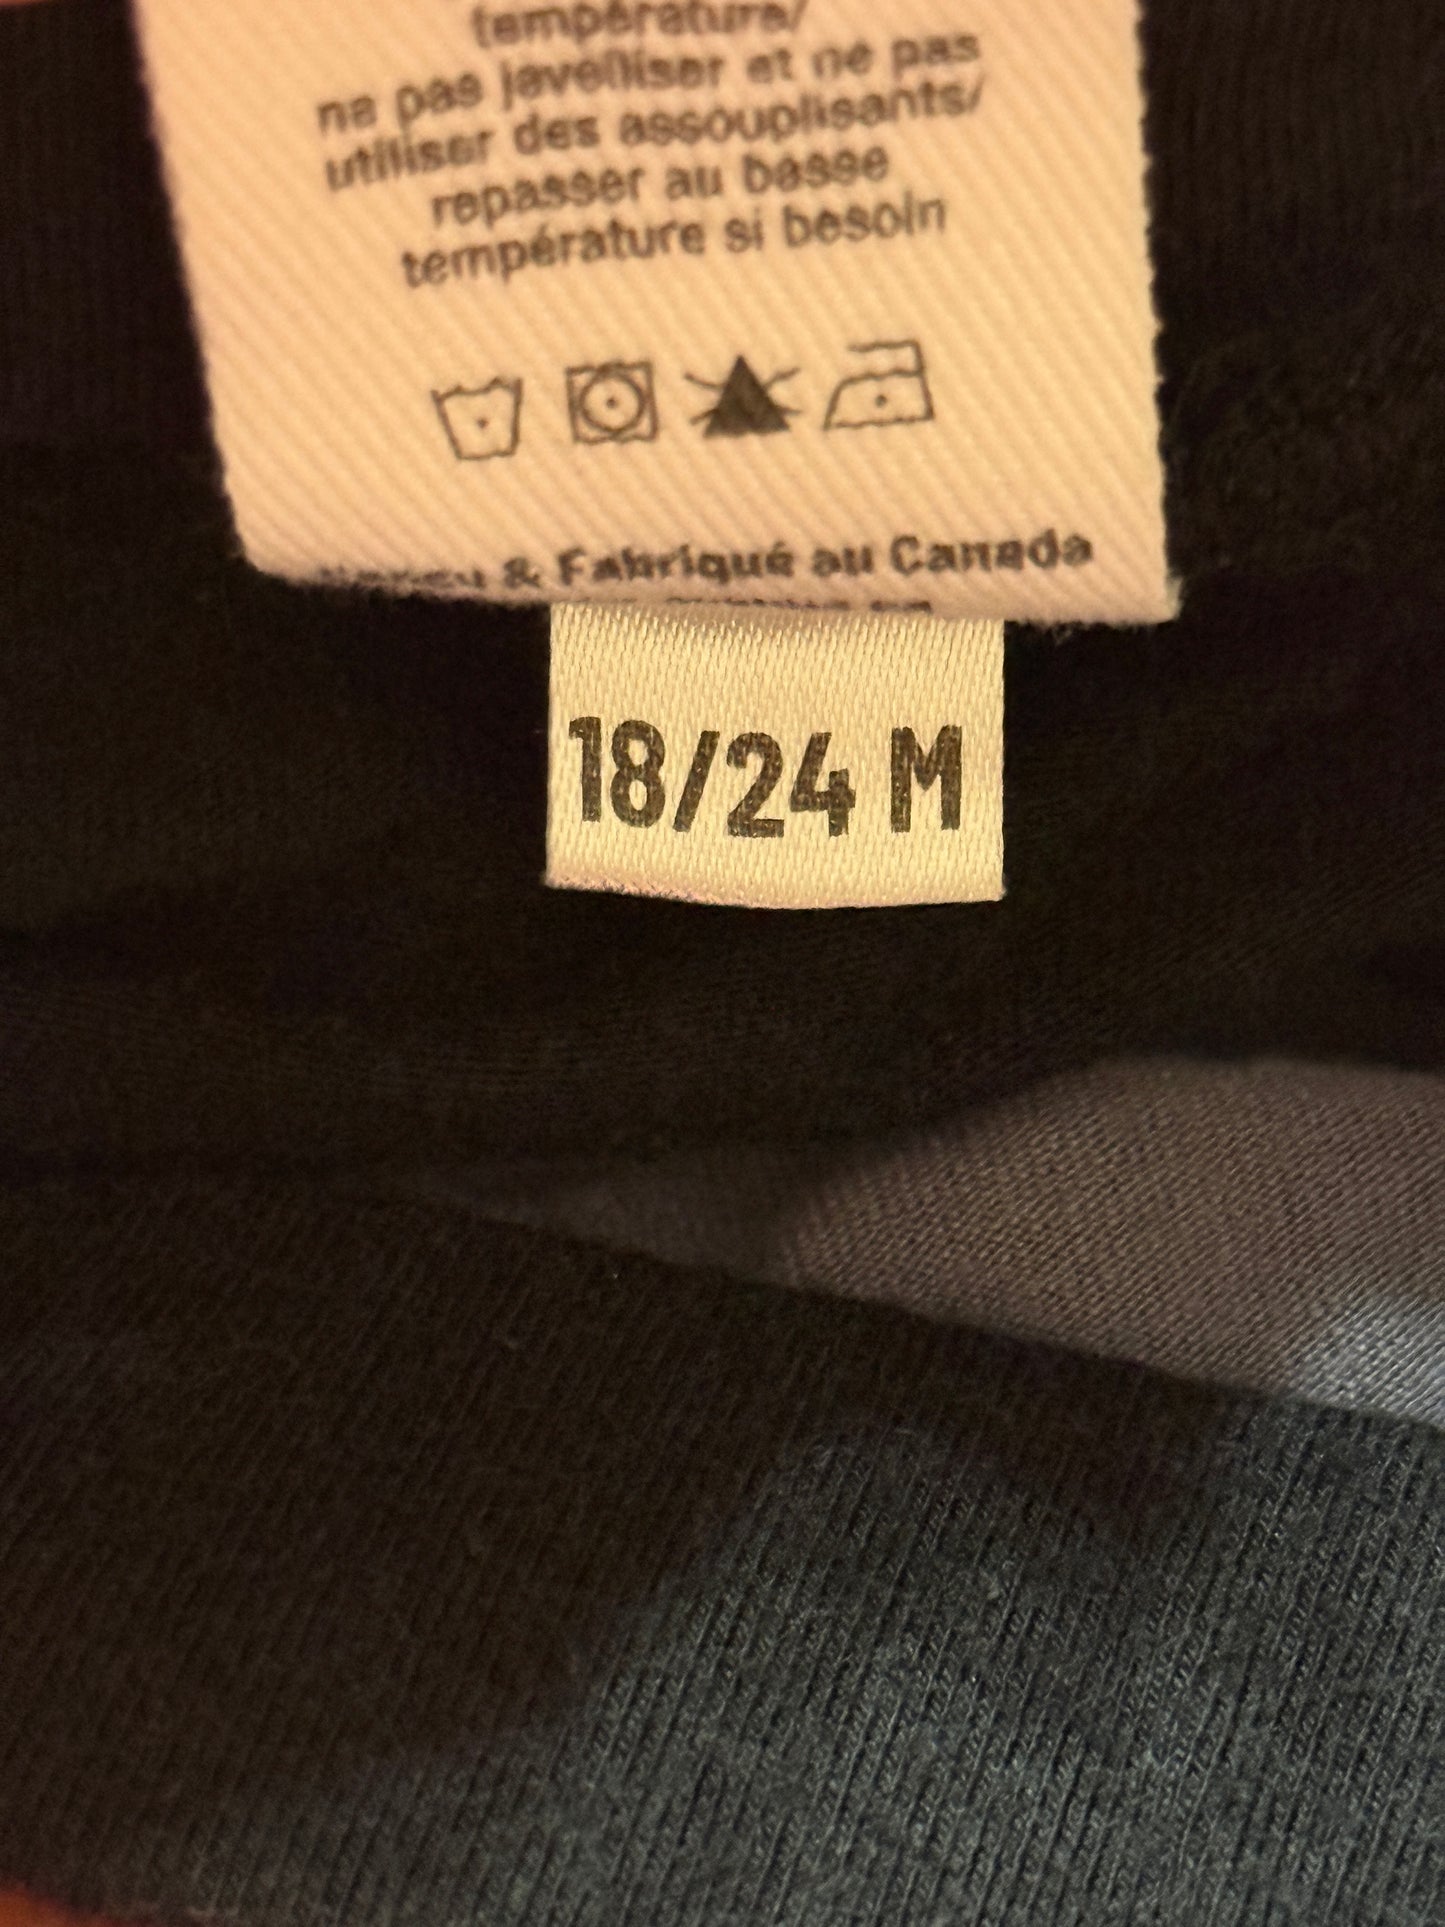 température/
ne pas javelliser et ne pas
utiliser des assouplisants/
repasser au basse
température si besoin
& Fabriqué au Canada
18/24 M